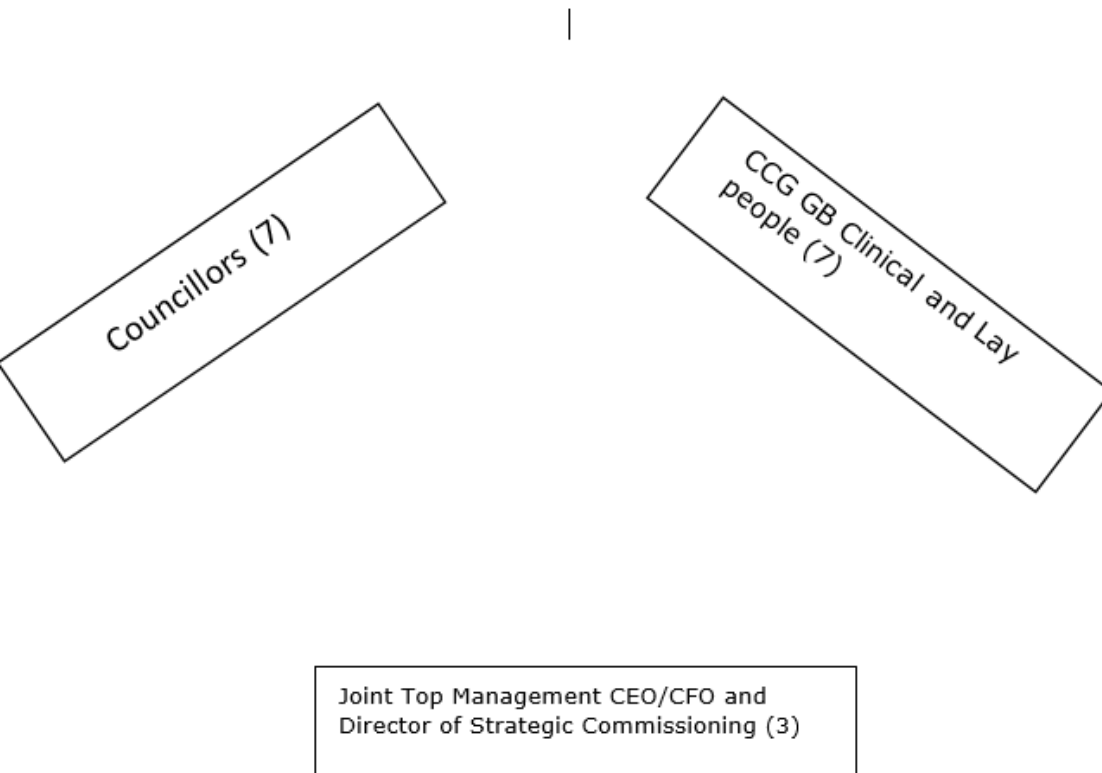 Councillors (7)
CCG GB Clinical and Lay
people (7)
Joint Top Management CEO/CFO and
Director of Strategic Commissioning (3)